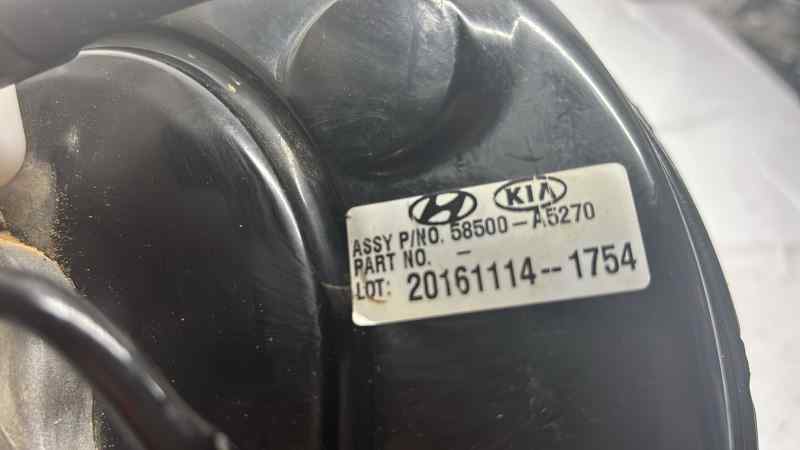 KIA
ASSY P/NO. 58500-A5270
PART NO. -
LOT: 20161114--1754